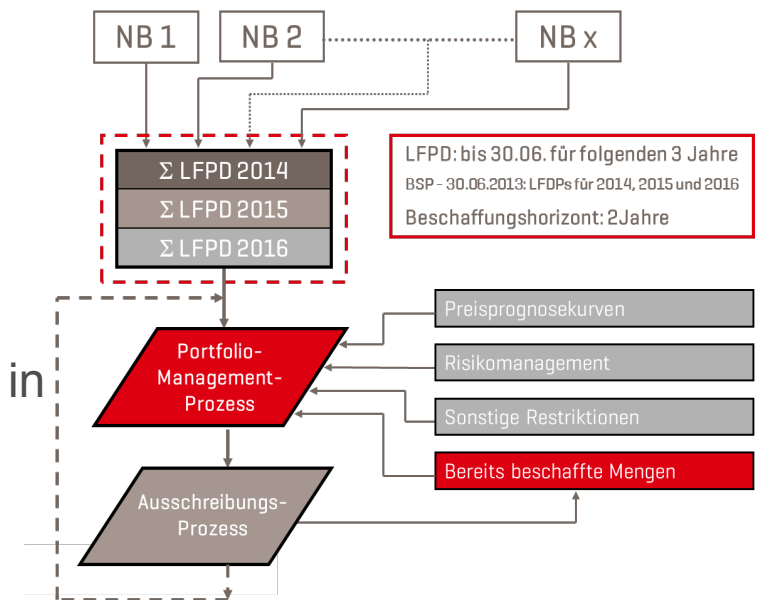 NB 1
NB 2
NB x
Σ LFPD 2014
Σ LFPD 2015
Σ LFPD 2016
LFPD: bis 30.06. für folgenden 3 Jahre
BSP - 30.06.2013: LFDPs für 2014, 2015 und 2016
Beschaffungshorizont: 2Jahre
Preisprognosekurven
Risikomanagement
Sonstige Restriktionen
Bereits beschaffte Mengen
in
Portfolio-
Management-
Prozess
Ausschreibungs-
Prozess